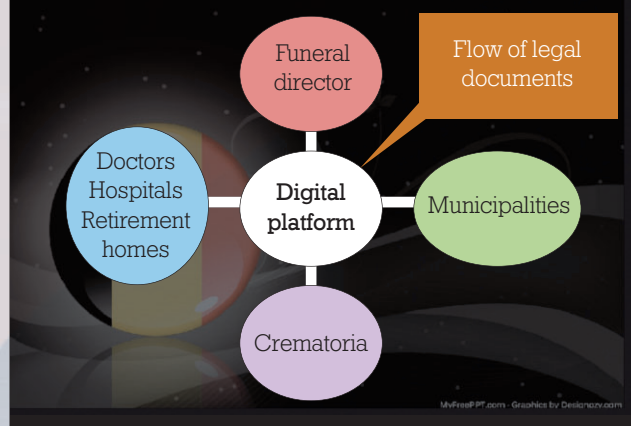 Funeral
director
Flow of legal
documents
Doctors
Hospitals
Retirement
homes
Digital
platform
Municipalities
Crematoria
MyFreePPT.com - Graphics by Designozy.com